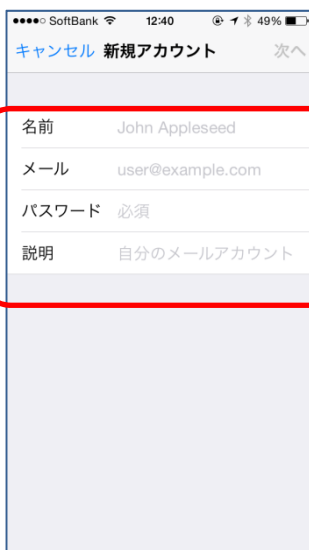 SoftBank 12:40 49%
キャンセル 新規アカウント 次へ
名前 John Appleseed
メール user@example.com
パスワード 必須
説明 自分のメールアカウント